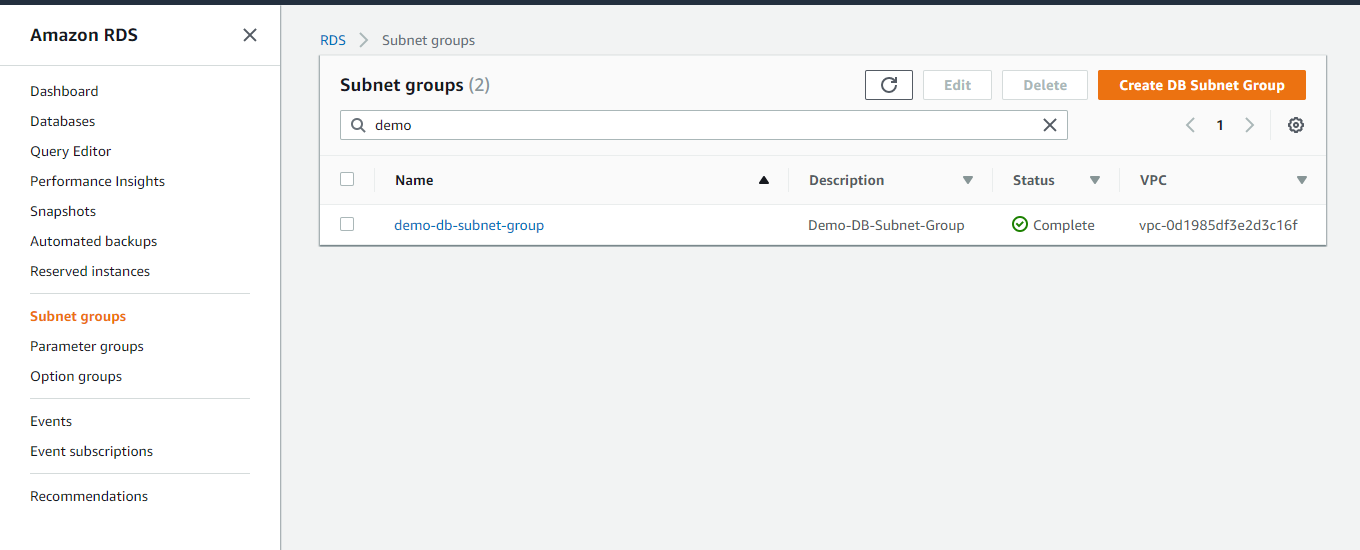 Amazon RDS
Dashboard
Databases
Query Editor
Performance Insights
Snapshots
Automated backups
Reserved instances
Subnet groups
Parameter groups
Option groups
Events
Event subscriptions
Recommendations
RDS Subnet groups
Subnet groups (2) Edit Delete Create DB Subnet Group
demo 1
Name Description Status VPC
demo-db-subnet-group Demo-DB-Subnet-Group Complete vpc-0d1985df3e2d3c16f